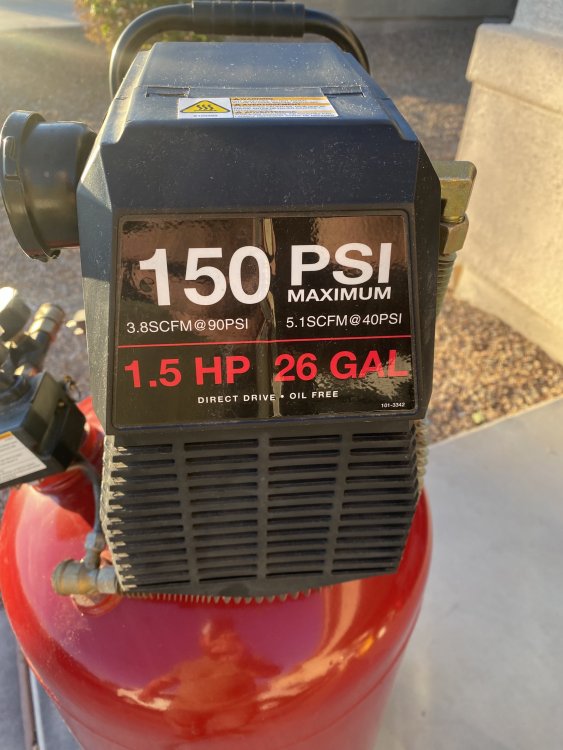 150 PSI
MAXIMUM
3.8SCFM@90PSI 5.1SCFM@40PSI
1.5 HP 26 GAL
DIRECT DRIVE • OIL FREE
101-3342